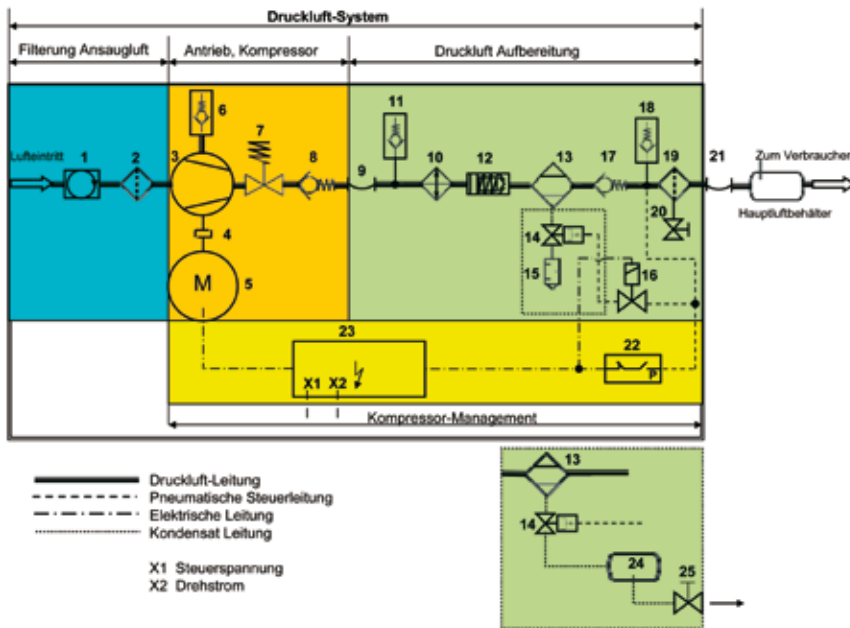 Druckluft-System
Filterung Ansaugluft
Antrieb, Kompressor
Druckluft Aufbereitung
6
11
18
7
Lufteintritt
1
2
3
8
9
10
12
13
17
19
21
Zum Verbraucher
Hauptluftbehälter
20
4
14
15
16
M
5
23
22
X1 X2
P
Kompressor-Management
Druckluft-Leitung
Pneumatische Steuerleitung
Elektrische Leitung
Kondensat Leitung
X1 Steuerspannung
X2 Drehstrom
13
14
24
25